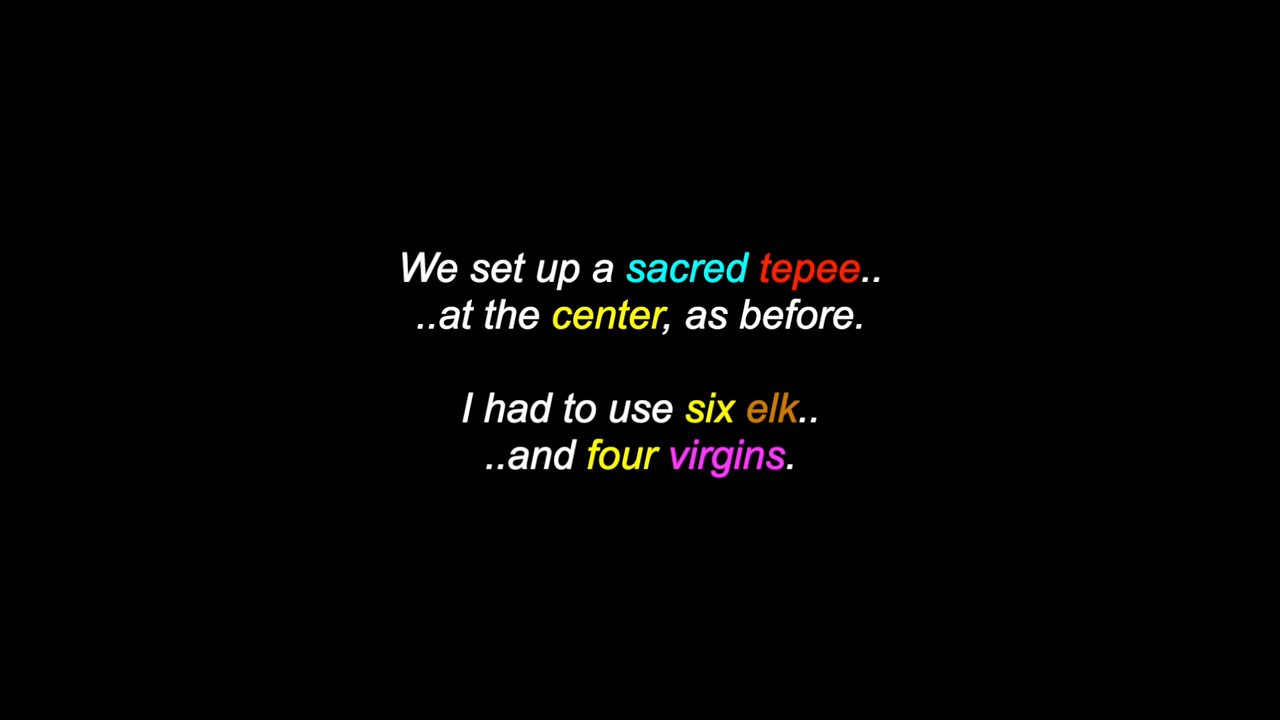 We set up a sacred tepee..
..at the center, as before.
I had to use six elk..
..and four virgins.